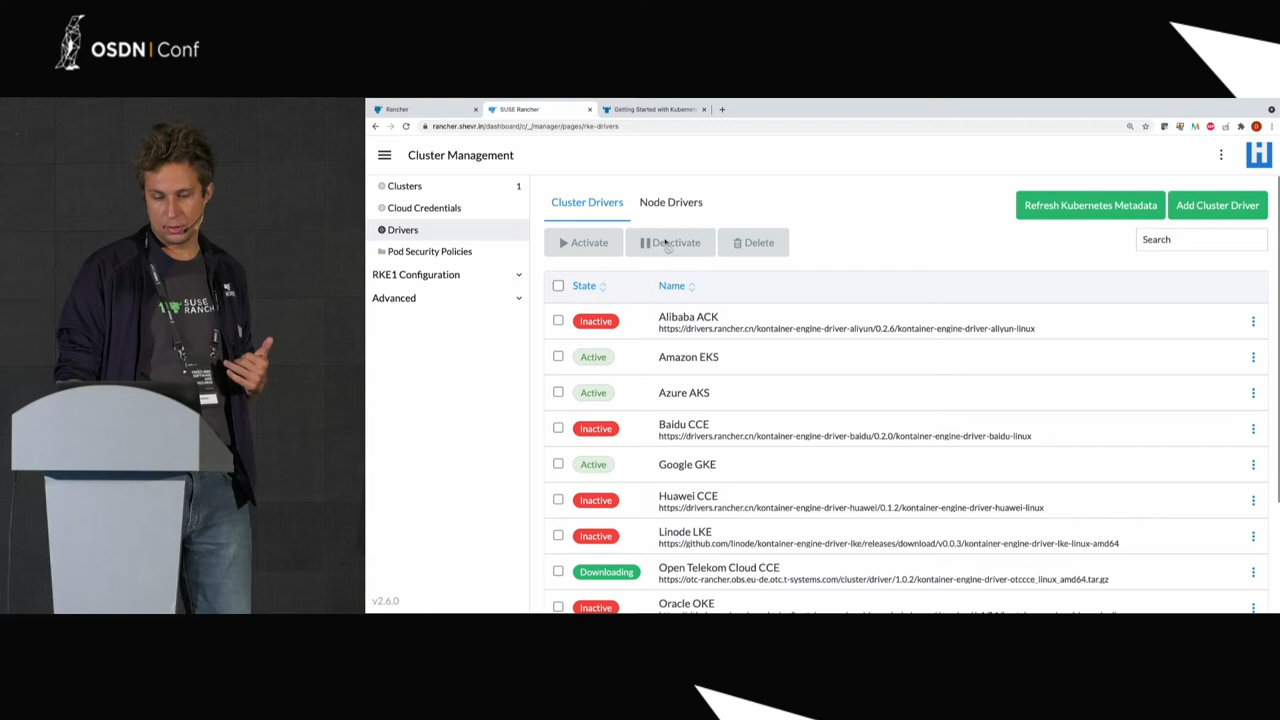 OSDN|Conf
SUSE
RANCH
Rancher
SUSE Rancher
Getting Started with Kubern
rancher.shevr.in/dashboard/c/_/manager/pages/rke-drivers
Cluster Management
Clusters 1
Cloud Credentials
Drivers
Pod Security Policies
RKE1 Configuration
Advanced
v2.6.0
Cluster Drivers Node Drivers
Refresh Kubernetes Metadata Add Cluster Driver
Activate Deactivate Delete
Search
State Name
Inactive Alibaba ACK
https://drivers.rancher.cn/kontainer-engine-driver-aliyun/0.2.6/kontainer-engine-driver-aliyun-linux
Active Amazon EKS
Active Azure AKS
Inactive Baidu CCE
https://drivers.rancher.cn/kontainer-engine-driver-baidu/0.2.0/kontainer-engine-driver-baidu-linux
Active Google GKE
Inactive Huawei CCE
https://drivers.rancher.cn/kontainer-engine-driver-huawei/0.1.2/kontainer-engine-driver-huawei-linux
Inactive Linode LKE
https://github.com/linode/kontainer-engine-driver-lke/releases/download/v0.0.3/kontainer-engine-driver-lke-linux-amd64
Downloading Open Telekom Cloud CCE
https://otc-rancher.obs.eu-de.otc.t-systems.com/cluster/driver/1.0.2/kontainer-engine-driver-otccce_linux_amd64.tar.gz
Inactive Oracle OKE